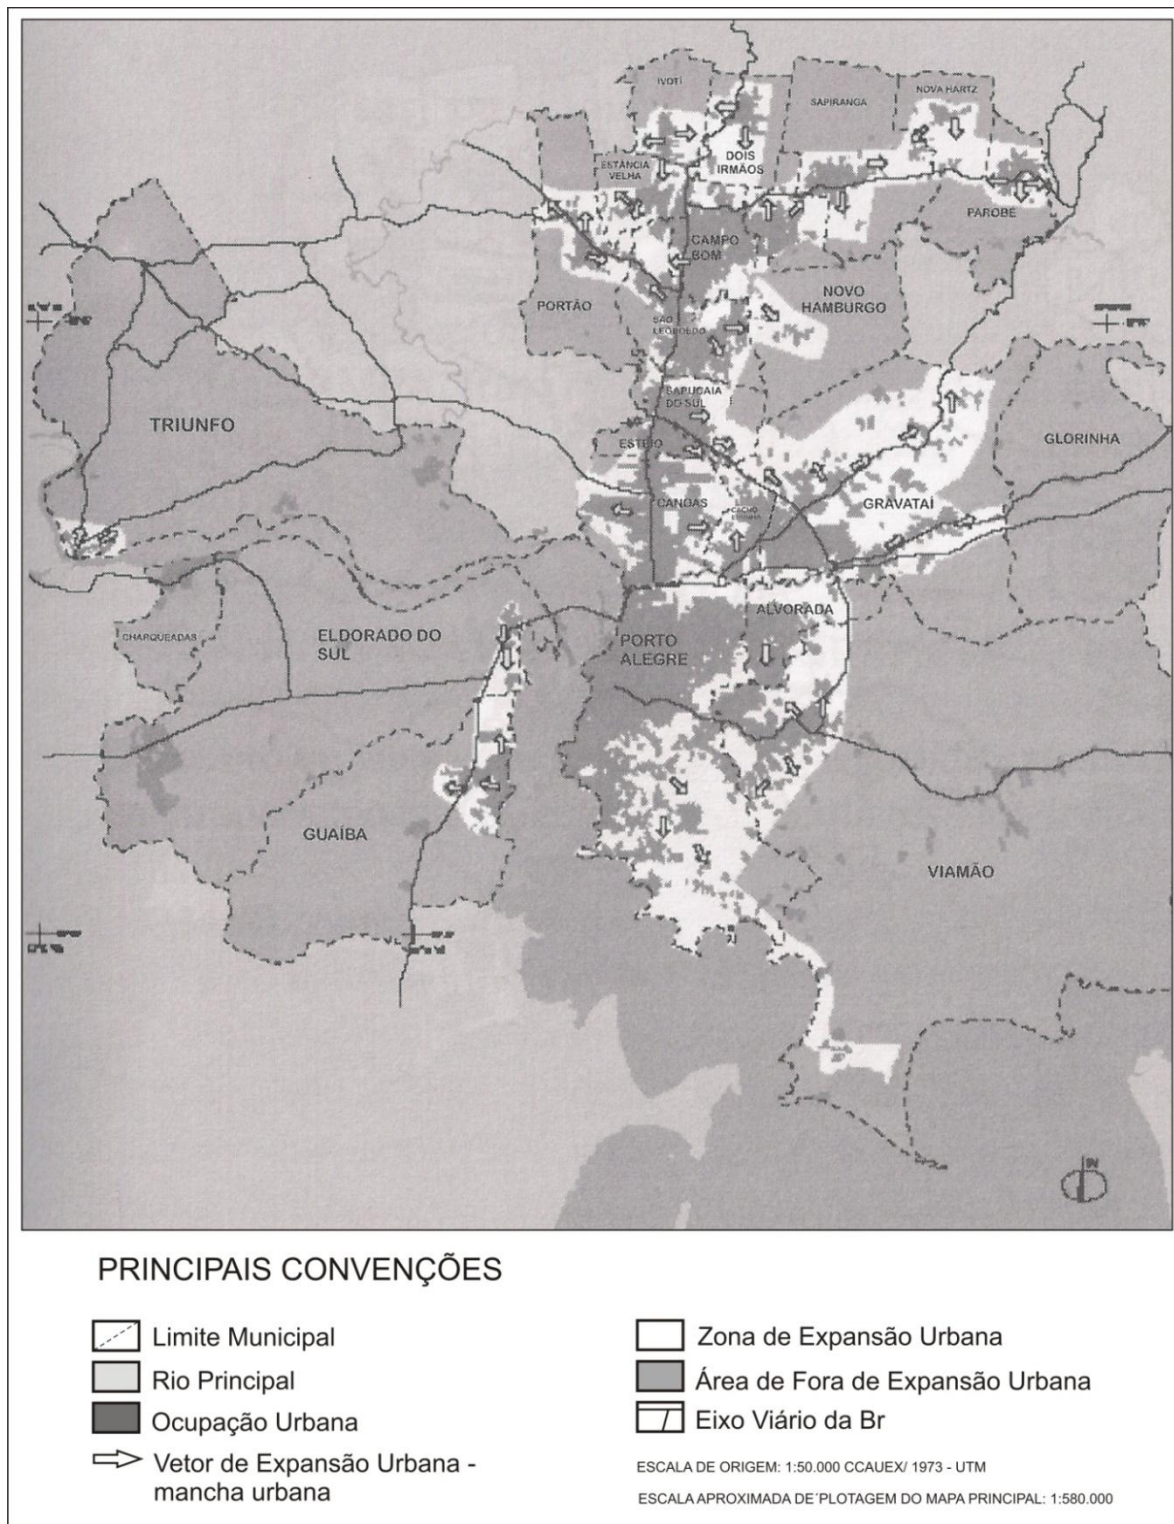 IVOTÍ
SAPIRANGA
NOVA HARTZ
DOIS
IRMÃOS
ESTÂNCIA
VELHA
PAROBÉ
CAMPO
BOM
NOVO
HAMBURGO
PORTÃO
SÃO
LEOPOLDO
SAPUCAIA
DO SUL
TRIUNFO
ESTEIO
GLORINHA
CANOAS
GRAVATAÍ
ALVORADA
CHARQUEADAS
ELDORADO DO
SUL
PORTO
ALEGRE
GUAÍBA
VIAMÃO
N
PRINCIPAIS CONVENÇÕES
Limite Municipal
Rio Principal
Ocupação Urbana
Vetor de Expansão Urbana -
mancha urbana
Zona de Expansão Urbana
Área de Fora de Expansão Urbana
Eixo Viário da Br
ESCALA DE ORIGEM: 1:50.000 CCAUEX/ 1973 - UTM
ESCALA APROXIMADA DE´PLOTAGEM DO MAPA PRINCIPAL: 1:580.000